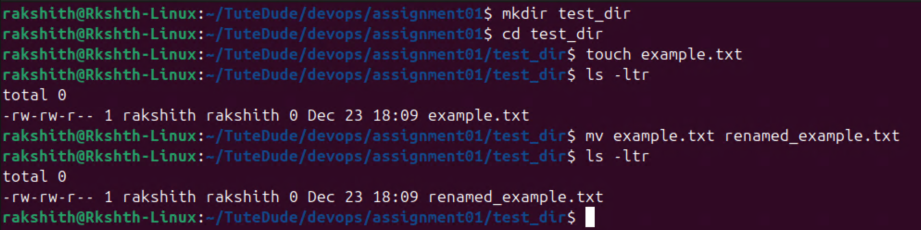 rakshith@Rkshth-Linux:~/TuteDude/devops/assignment01$ mkdir test_dir
rakshith@Rkshth-Linux:~/TuteDude/devops/assignment01$ cd test_dir
rakshith@Rkshth-Linux:~/TuteDude/devops/assignment01/test_dir$ touch example.txt
rakshith@Rkshth-Linux:~/TuteDude/devops/assignment01/test_dir$ ls -ltr
total 0
-rw-rw-r-- 1 rakshith rakshith 0 Dec 23 18:09 example.txt
rakshith@Rkshth-Linux:~/TuteDude/devops/assignment01/test_dir$ mv example.txt renamed_example.txt
rakshith@Rkshth-Linux:~/TuteDude/devops/assignment01/test_dir$ ls -ltr
total 0
-rw-rw-r-- 1 rakshith rakshith 0 Dec 23 18:09 renamed_example.txt
rakshith@Rkshth-Linux:~/TuteDude/devops/assignment01/test_dir$